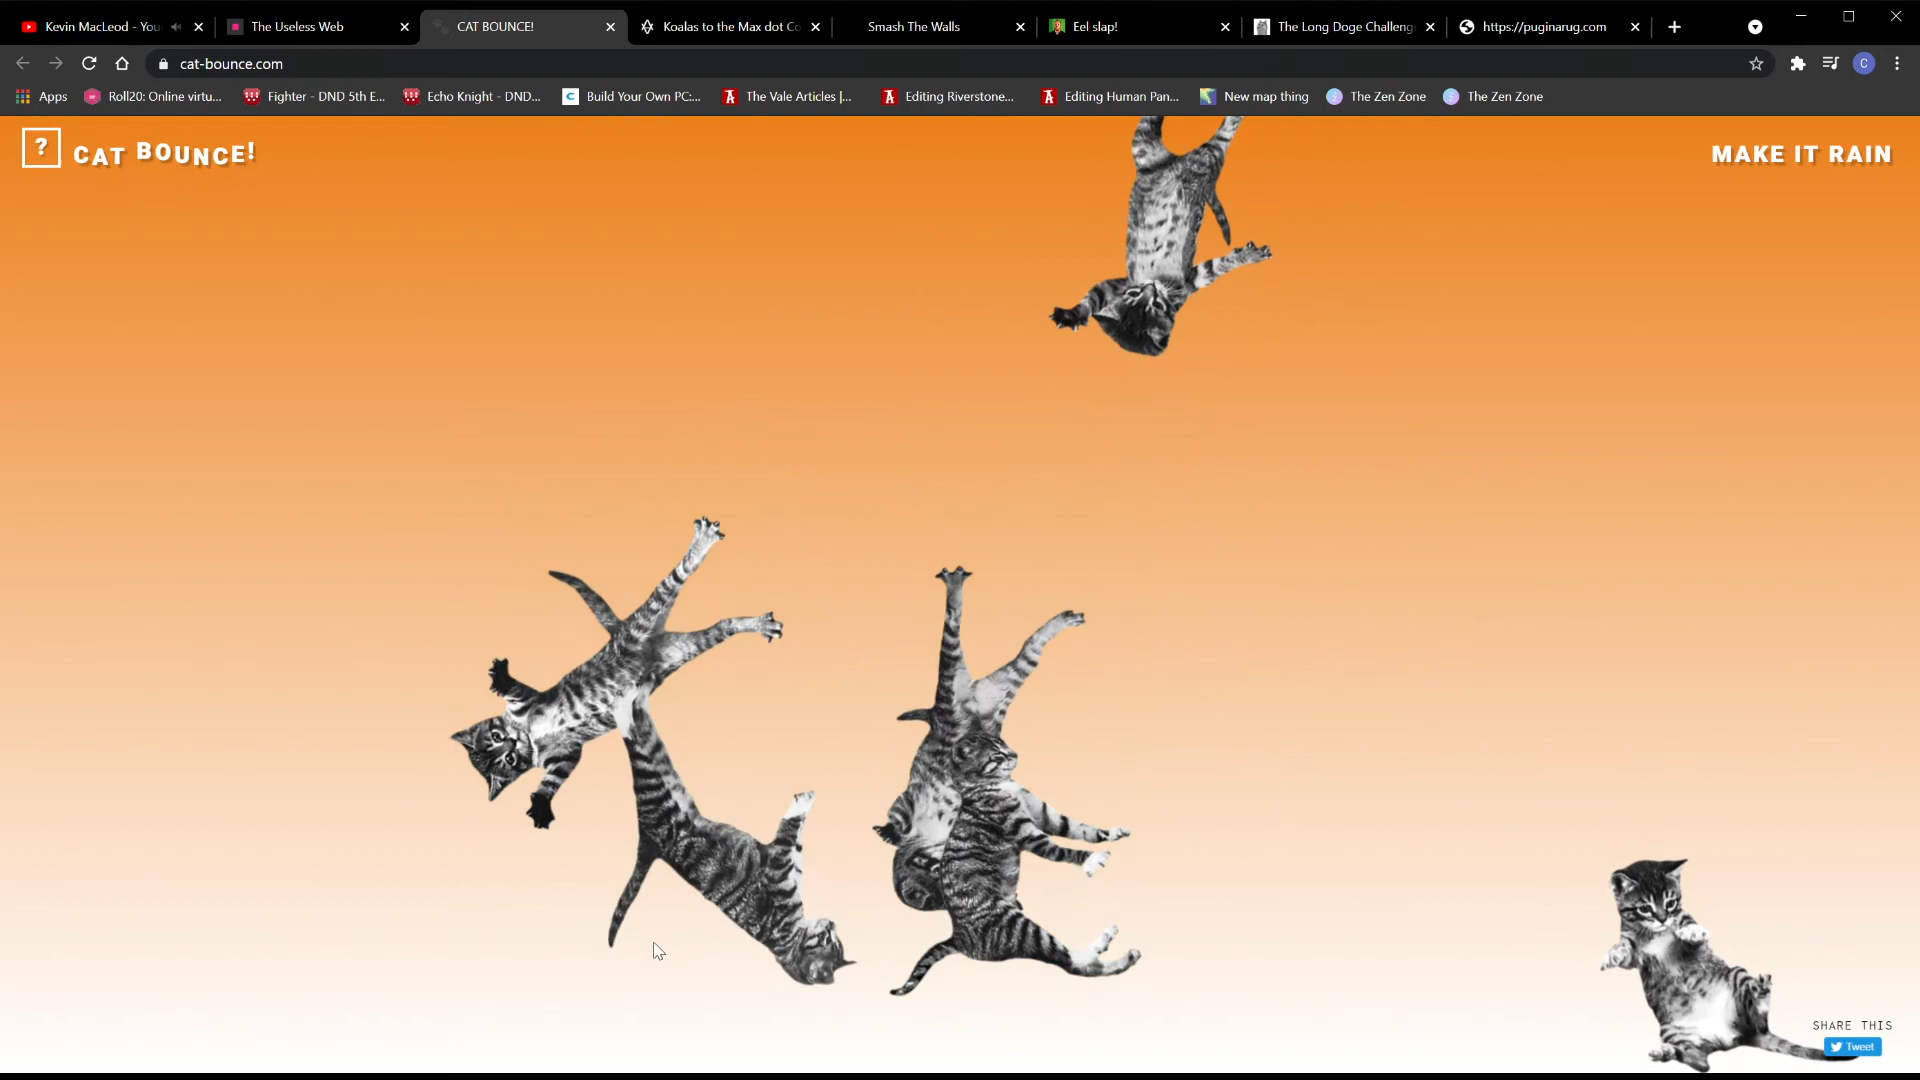 Kevin MacLeod - You
The Useless Web
CAT BOUNCE!
Koalas to the Max dot Co
Smash The Walls
Eel slap!
The Long Doge Challeng
https://puginarug.com
cat-bounce.com
C
Apps
Roll20: Online virtu...
Fighter - DND 5th E...
Echo Knight - DND...
C
Build Your Own PC:...
The Vale Articles |...
Editing Riverstone...
Editing Human Pan...
New map thing
The Zen Zone
The Zen Zone
? CAT BOUNCE!
MAKE IT RAIN
SHARE THIS
Tweet